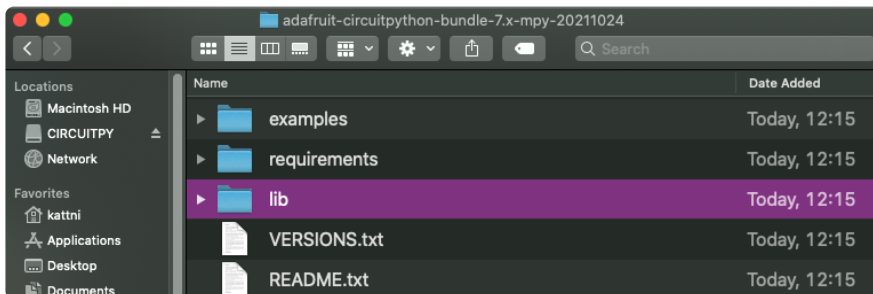 adafruit-circuitpython-bundle-7.x-mpy-20211024
Search
Locations
Macintosh HD
CIRCUITPY
Network
Favorites
kattni
Applications
Desktop
Documents
Name Date Added
examples Today, 12:15
requirements Today, 12:15
lib Today, 12:15
VERSIONS.txt Today, 12:15
README.txt Today, 12:15